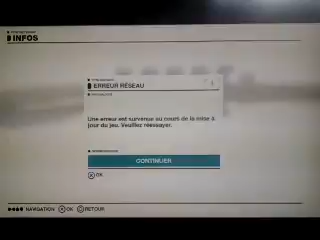 INFOS
ERREUR RÉSEAU
Une erreur est survenue au cours de la mise à
jour du jeu. Veuillez réessayer.
CONTINUER
OK
NAVIGATION OK RETOUR